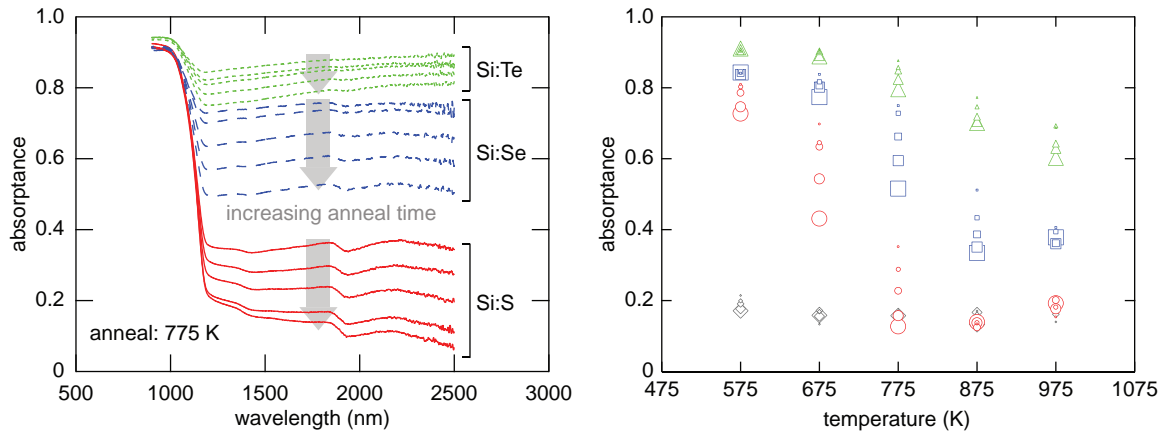 1.0
0.8
0.6
0.4
0.2
0
absorptance
500
1000
1500
2000
2500
3000
wavelength (nm)
Si:Te
Si:Se
increasing anneal time
Si:S
anneal: 775 K
1.0
0.8
0.6
0.4
0.2
0
absorptance
475
575
675
775
875
975
1075
temperature (K)